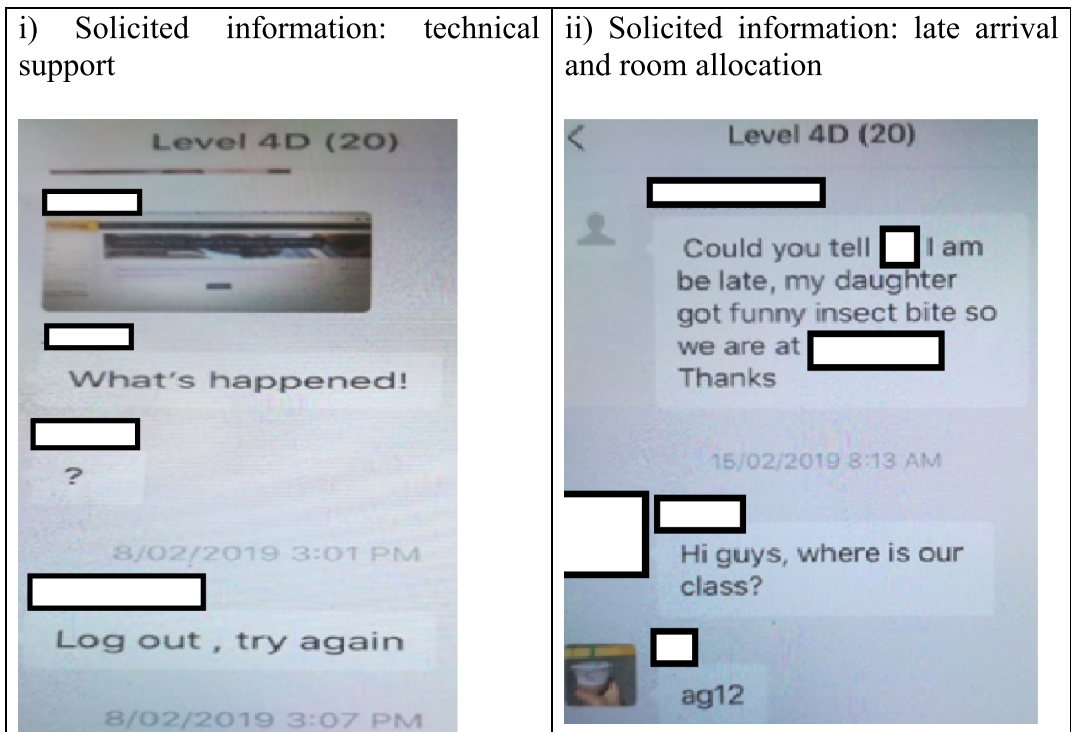 i) Solicited information: technical
support
Level 4D (20)
What's happened!
?
8/02/2019 3:01 PM
Log out , try again
8/02/2019 3:07 PM
ii) Solicited information: late arrival
and room allocation
Level 4D (20)
Could you tell I am
be late, my daughter
got funny insect bite so
we are at
Thanks
15/02/2019 8:13 AM
Hi guys, where is our
class?
ag12